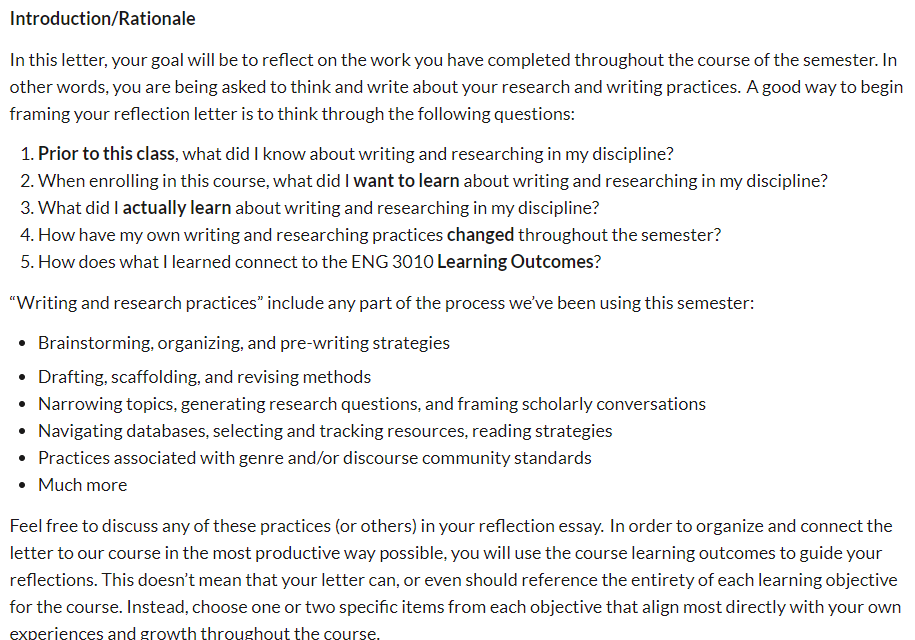 Introduction/Rationale
In this letter, your goal will be to reflect on the work you have completed throughout the course of the semester. In
other words, you are being asked to think and write about your research and writing practices. A good way to begin
framing your reflection letter is to think through the following questions:
1. Prior to this class, what did I know about writing and researching in my discipline?
2. When enrolling in this course, what did I want to learn about writing and researching in my discipline?
3. What did I actually learn about writing and researching in my discipline?
4. How have my own writing and researching practices changed throughout the semester?
5. How does what I learned connect to the ENG 3010 Learning Outcomes?
“Writing and research practices” include any part of the process we’ve been using this semester:
• Brainstorming, organizing, and pre-writing strategies
• Drafting, scaffolding, and revising methods
• Narrowing topics, generating research questions, and framing scholarly conversations
• Navigating databases, selecting and tracking resources, reading strategies
• Practices associated with genre and/or discourse community standards
• Much more
Feel free to discuss any of these practices (or others) in your reflection essay. In order to organize and connect the
letter to our course in the most productive way possible, you will use the course learning outcomes to guide your
reflections. This doesn’t mean that your letter can, or even should reference the entirety of each learning objective
for the course. Instead, choose one or two specific items from each objective that align most directly with your own
experiences and growth throughout the course.